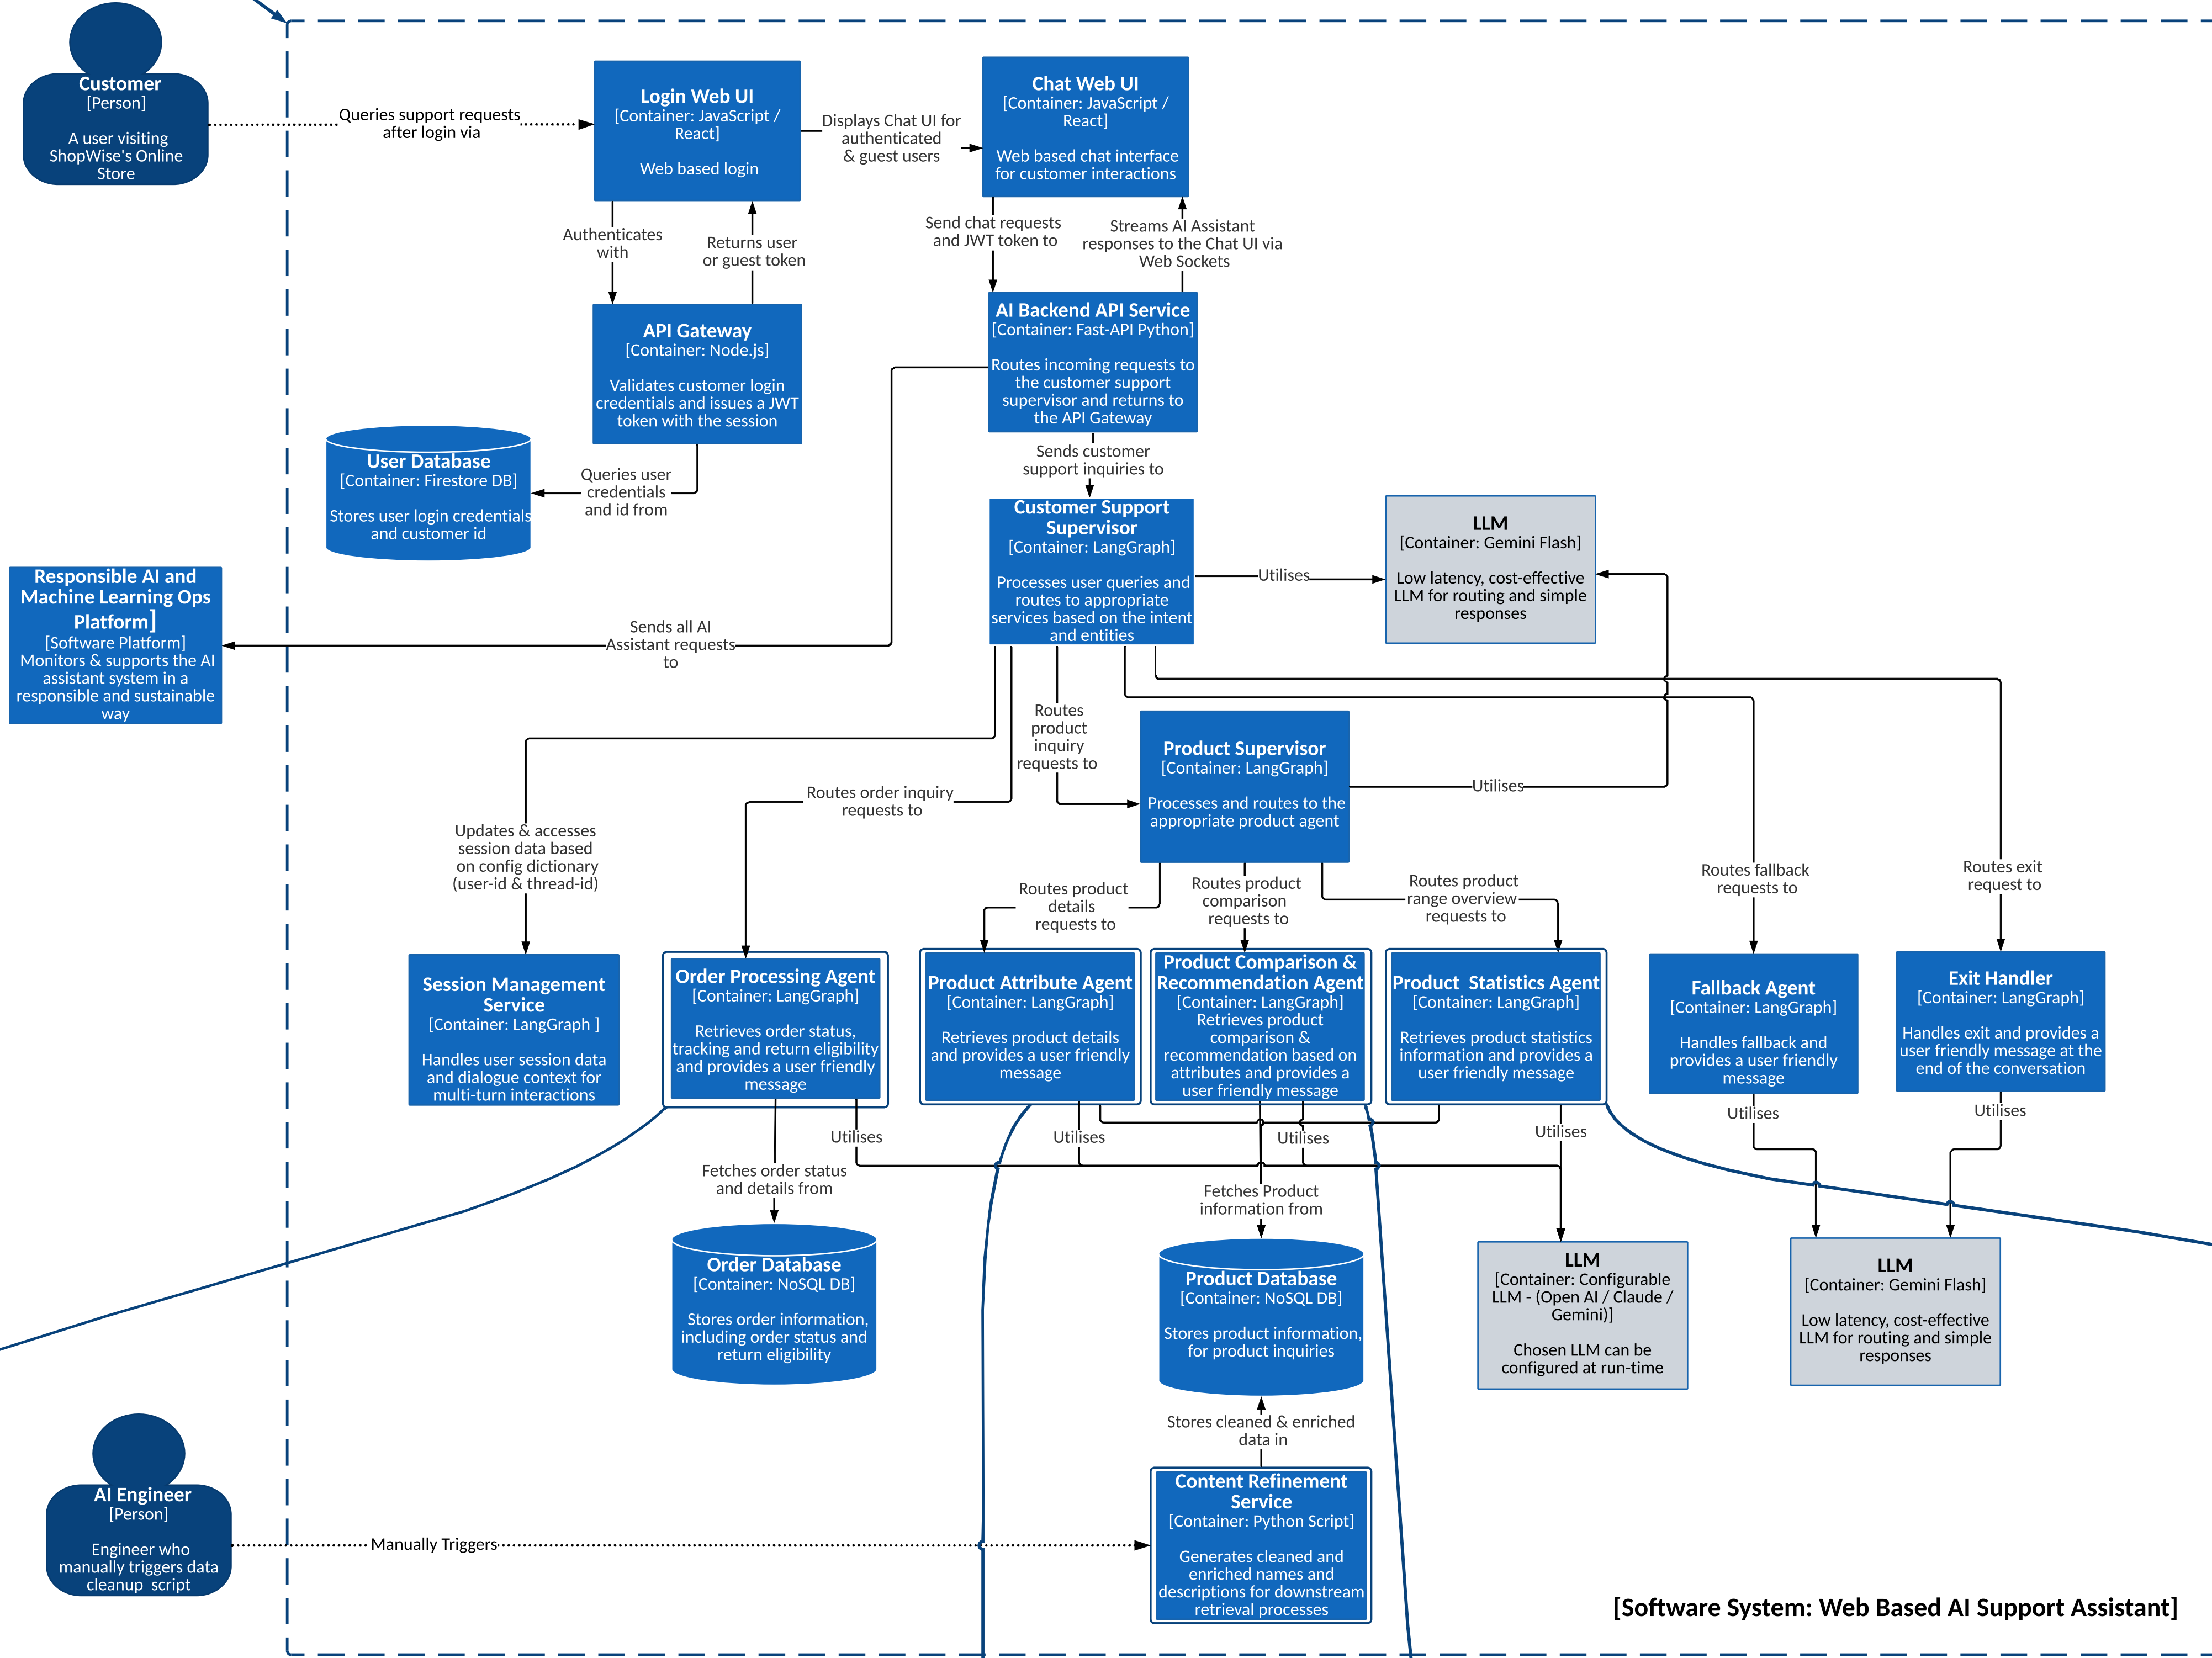 Customer
[Person]
A user visiting
ShopWise's Online
Store
Queries support requests
after login via
Login Web UI
[Container: JavaScript /
React]
Web based login
Displays Chat UI for
authenticated
& guest users
Chat Web UI
[Container: JavaScript /
React]
Web based chat interface
for customer interactions
Authenticates
with
Returns user
or guest token
Send chat requests
and JWT token to
Streams AI Assistant
responses to the Chat UI via
Web Sockets
API Gateway
[Container: Node.js]
Validates customer login
credentials and issues a JWT
token with the session
AI Backend API Service
[Container: Fast-API Python]
Routes incoming requests to
the customer support
supervisor and returns to
the API Gateway
User Database
[Container: Firestore DB]
Stores user login credentials
and customer id
Queries user
credentials
and id from
Sends customer
support inquiries to
Customer Support
Supervisor
[Container: LangGraph]
Processes user queries and
routes to appropriate
services based on the intent
and entities
Utilises
LLM
[Container: Gemini Flash]
Low latency, cost-effective
LLM for routing and simple
responses
Responsible AI and
Machine Learning Ops
Platform]
[Software Platform]
Monitors & supports the AI
assistant system in a
responsible and sustainable
way
Sends all AI
Assistant requests
to
Routes
product
inquiry
requests to
Product Supervisor
[Container: LangGraph]
Processes and routes to the
appropriate product agent
Utilises
Routes order inquiry
requests to
Updates & accesses
session data based
on config dictionary
(user-id & thread-id)
Routes product
details
requests to
Routes product
comparison
requests to
Routes product
range overview
requests to
Routes fallback
requests to
Routes exit
request to
Session Management
Service
[Container: LangGraph ]
Handles user session data
and dialogue context for
multi-turn interactions
Order Processing Agent
[Container: LangGraph]
Retrieves order status,
tracking and return eligibility
and provides a user friendly
message
Product Attribute Agent
[Container: LangGraph]
Retrieves product details
and provides a user friendly
message
Product Comparison &
Recommendation Agent
[Container: LangGraph]
Retrieves product
comparison &
recommendation based on
attributes and provides a
user friendly message
Product  Statistics Agent
[Container: LangGraph]
Retrieves product statistics
information and provides a
user friendly message
Fallback Agent
[Container: LangGraph]
Handles fallback and
provides a user friendly
message
Exit Handler
[Container: LangGraph]
Handles exit and provides a
user friendly message at the
end of the conversation
Utilises
Utilises
Utilises
Utilises
Utilises
Utilises
Fetches order status
and details from
Fetches Product
information from
Order Database
[Container: NoSQL DB]
Stores order information,
including order status and
return eligibility
Product Database
[Container: NoSQL DB]
Stores product information,
for product inquiries
LLM
[Container: Configurable
LLM - (Open AI / Claude /
Gemini)]
Chosen LLM can be
configured at run-time
LLM
[Container: Gemini Flash]
Low latency, cost-effective
LLM for routing and simple
responses
Stores cleaned & enriched
data in
AI Engineer
[Person]
Engineer who
manually triggers data
cleanup  script
Manually Triggers
Content Refinement
Service
[Container: Python Script]
Generates cleaned and
enriched names and
descriptions for downstream
retrieval processes
[Software System: Web Based AI Support Assistant]